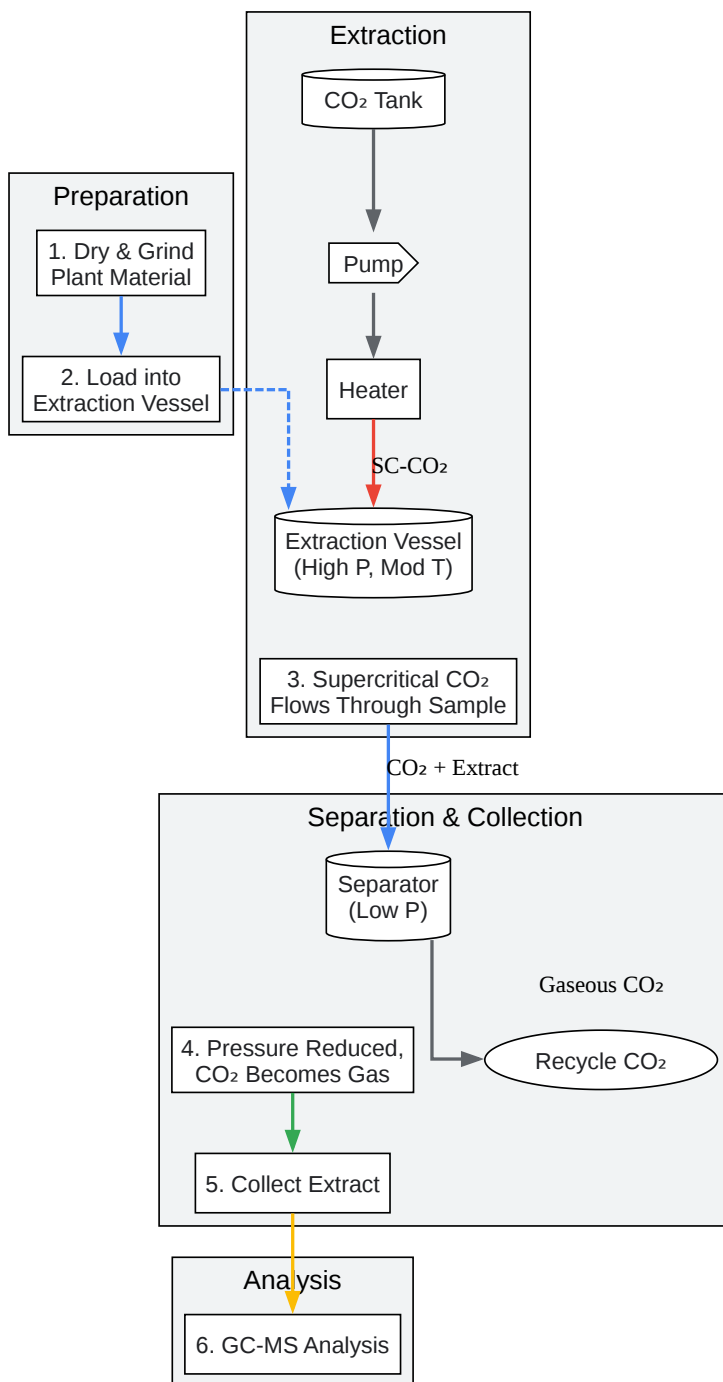 Extraction
CO₂ Tank
Preparation
1. Dry & Grind
Plant Material
Pump
2. Load into
Extraction Vessel
Heater
SC-CO₂
Extraction Vessel
(High P, Mod T)
3. Supercritical CO₂
Flows Through Sample
CO₂ + Extract
Separation & Collection
Separator
(Low P)
Gaseous CO₂
4. Pressure Reduced,
CO₂ Becomes Gas
Recycle CO₂
5. Collect Extract
Analysis
6. GC-MS Analysis